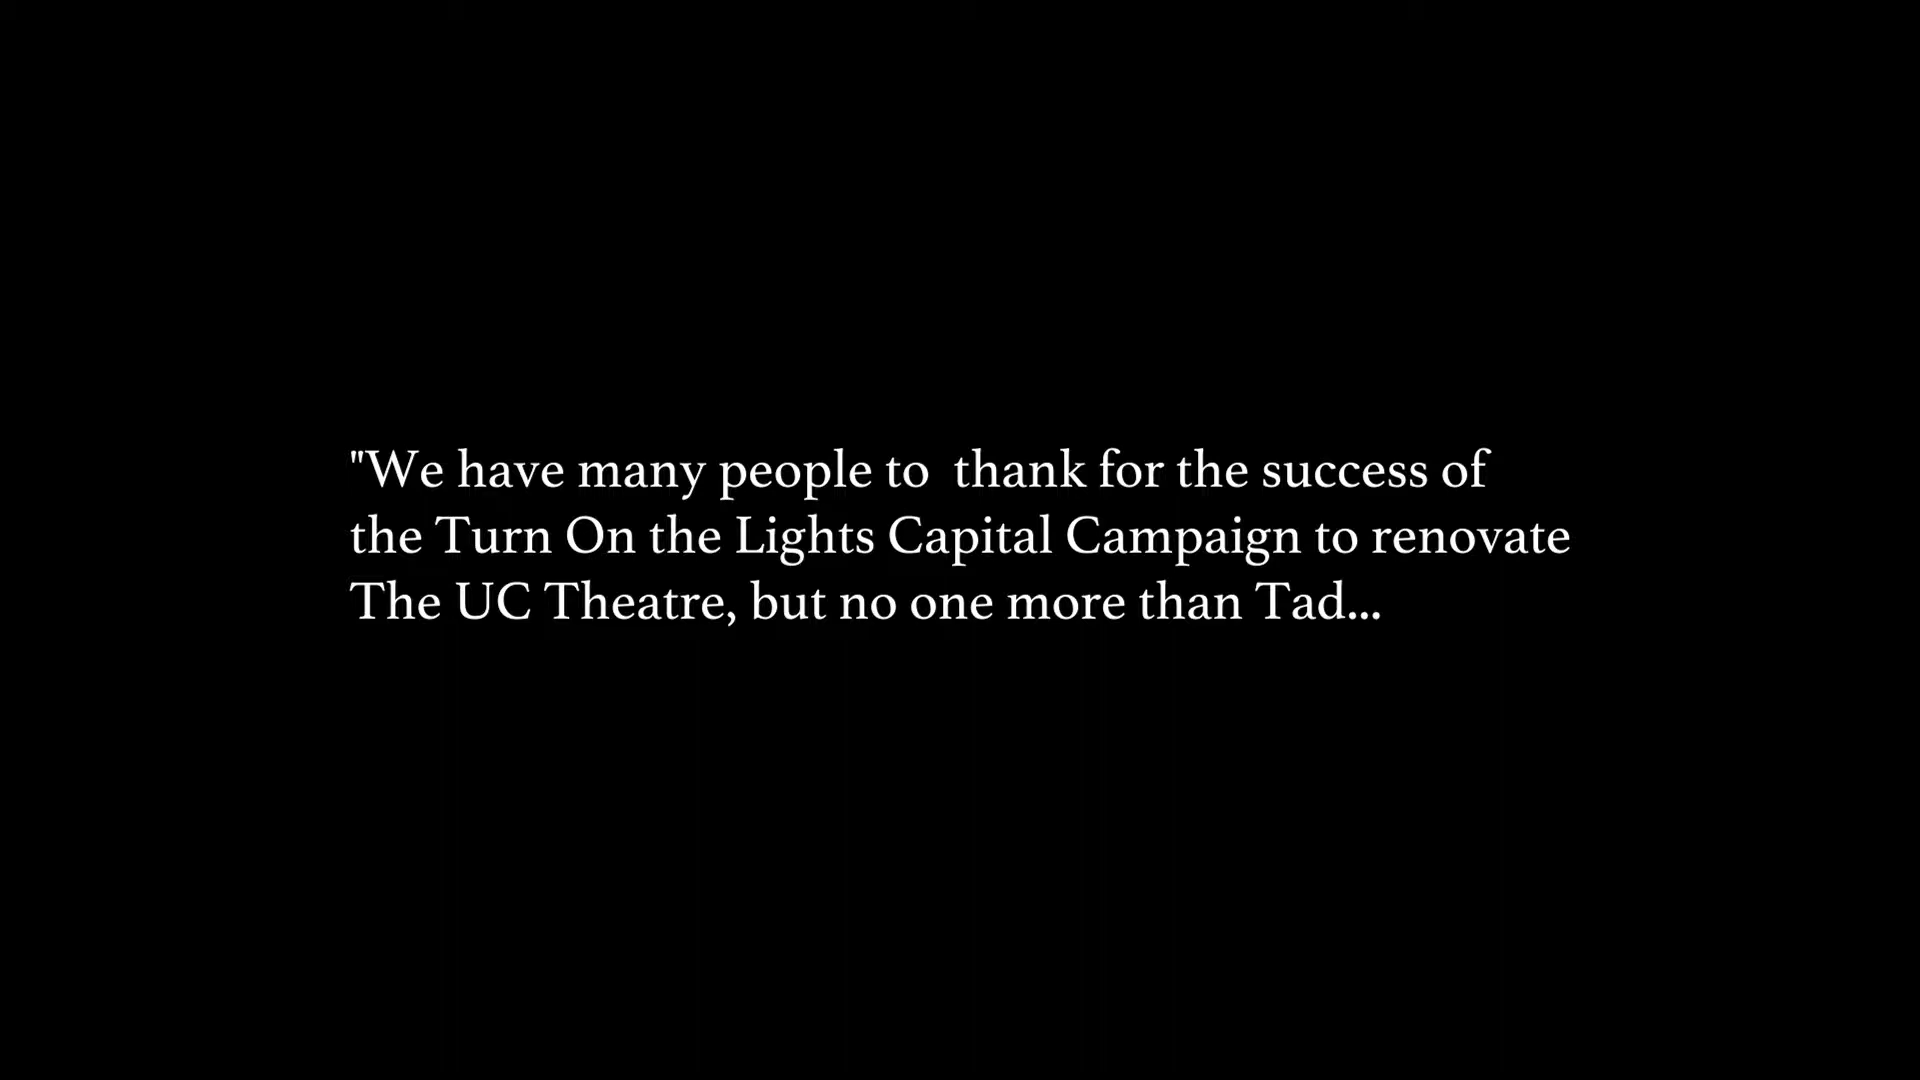 "We have many people to  thank for the success of
the Turn On the Lights Capital Campaign to renovate
The UC Theatre, but no one more than Tad...